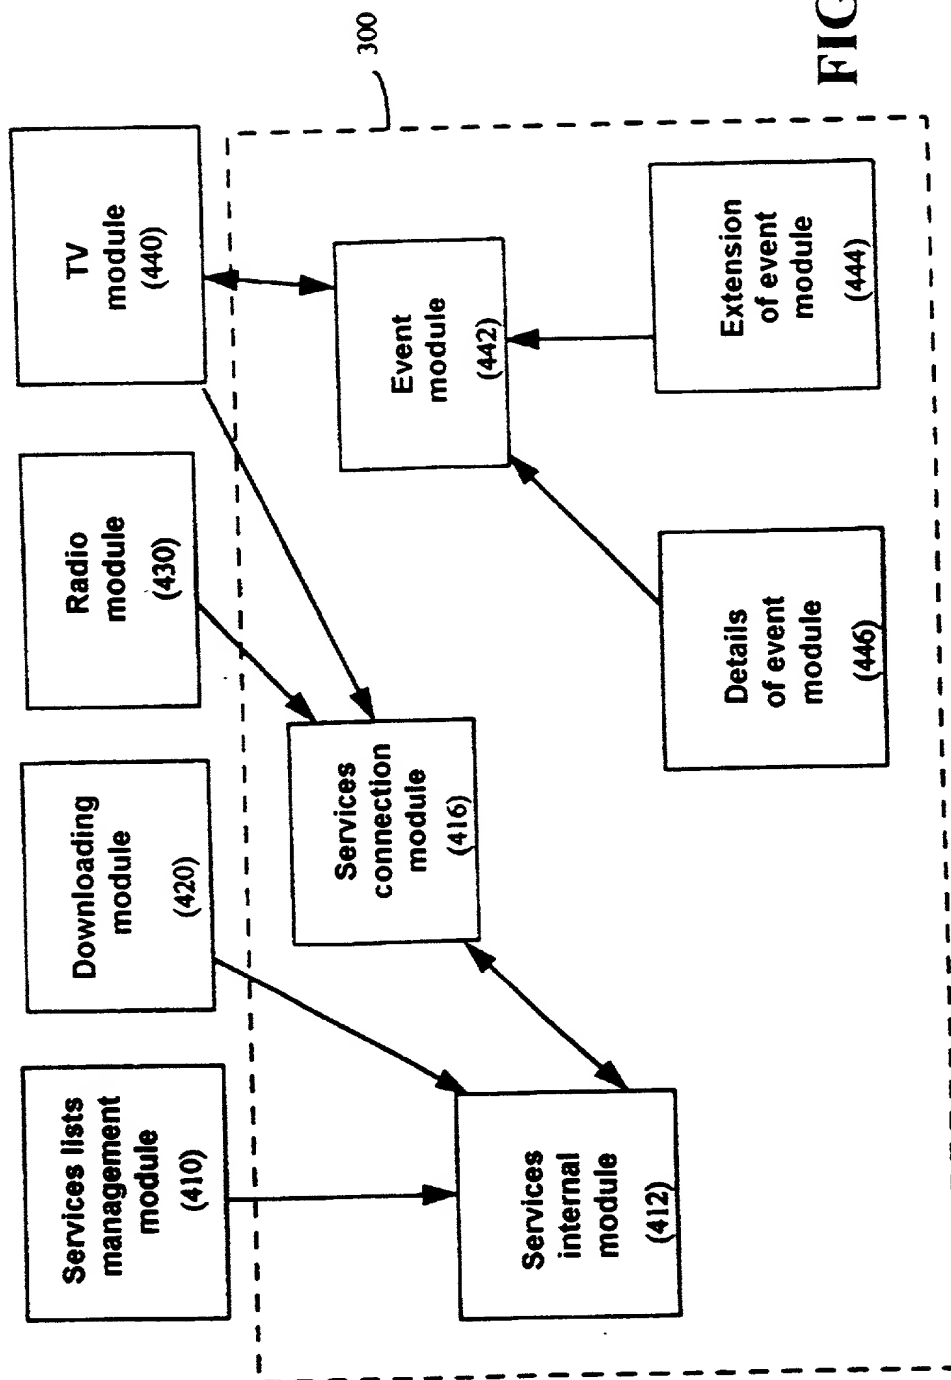 Services lists
management
module
(410)
Downloading
module
(420)
Radio
module
(430)
TV
module
(440)
300
Services
internal
module
(412)
Services
connection
module
(416)
Event
module
(442)
Details
of event
module
(446)
Extension
of event
module
(444)
FIG